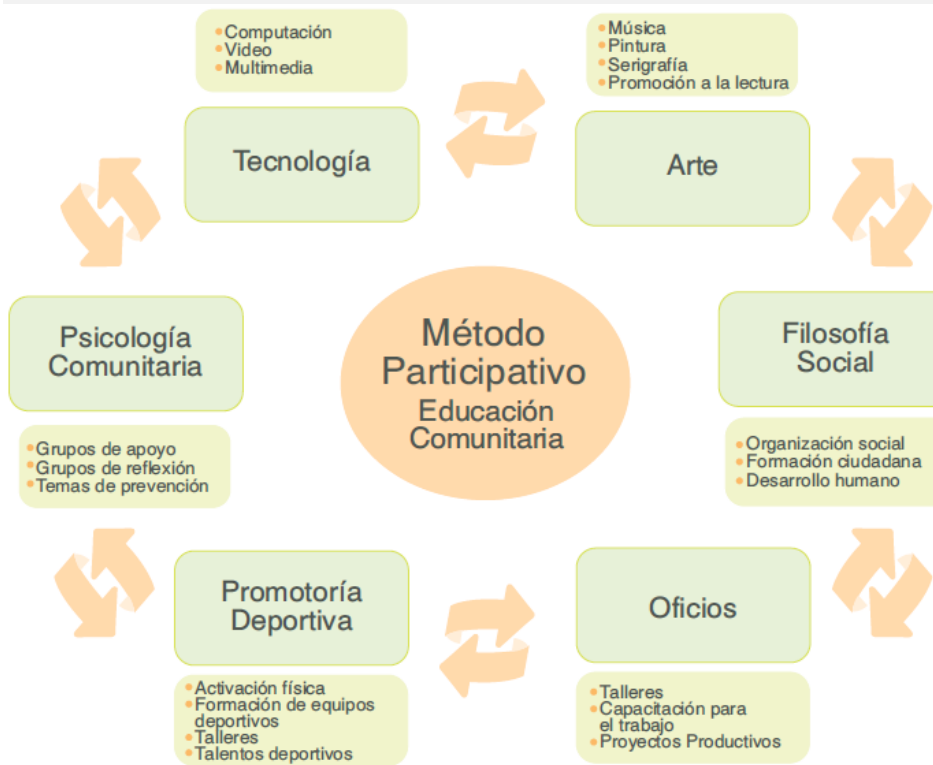 Computación
Video
Multimedia
Tecnología
Música
Pintura
Serigrafía
Promoción a la lectura
Arte
Psicología
Comunitaria
Grupos de apoyo
Grupos de reflexión
Temas de prevención
Método
Participativo
Educación
Comunitaria
Filosofía
Social
Organización social
Formación ciudadana
Desarrollo humano
Promotoría
Deportiva
Activación física
Formación de equipos
deportivos
Talleres
Talentos deportivos
Oficios
Talleres
Capacitación para
el trabajo
Proyectos Productivos